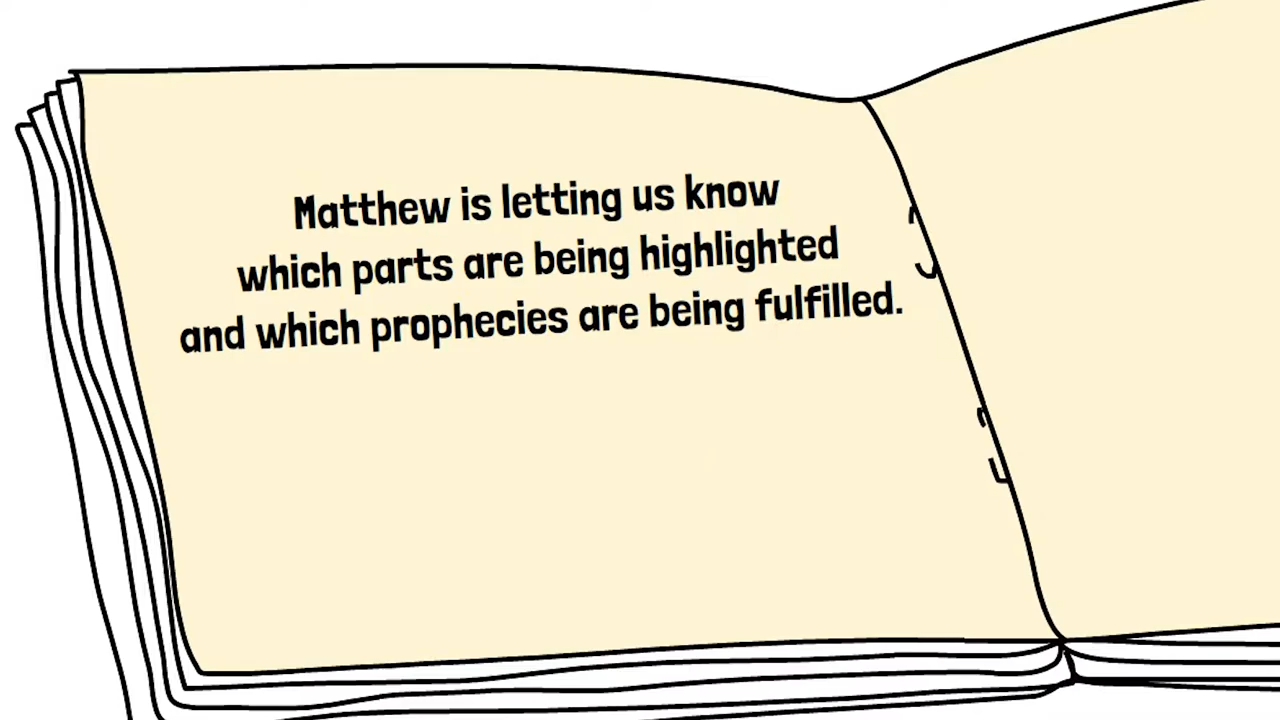 Matthew is letting us know
which parts are being highlighted
and which prophecies are being fulfilled.